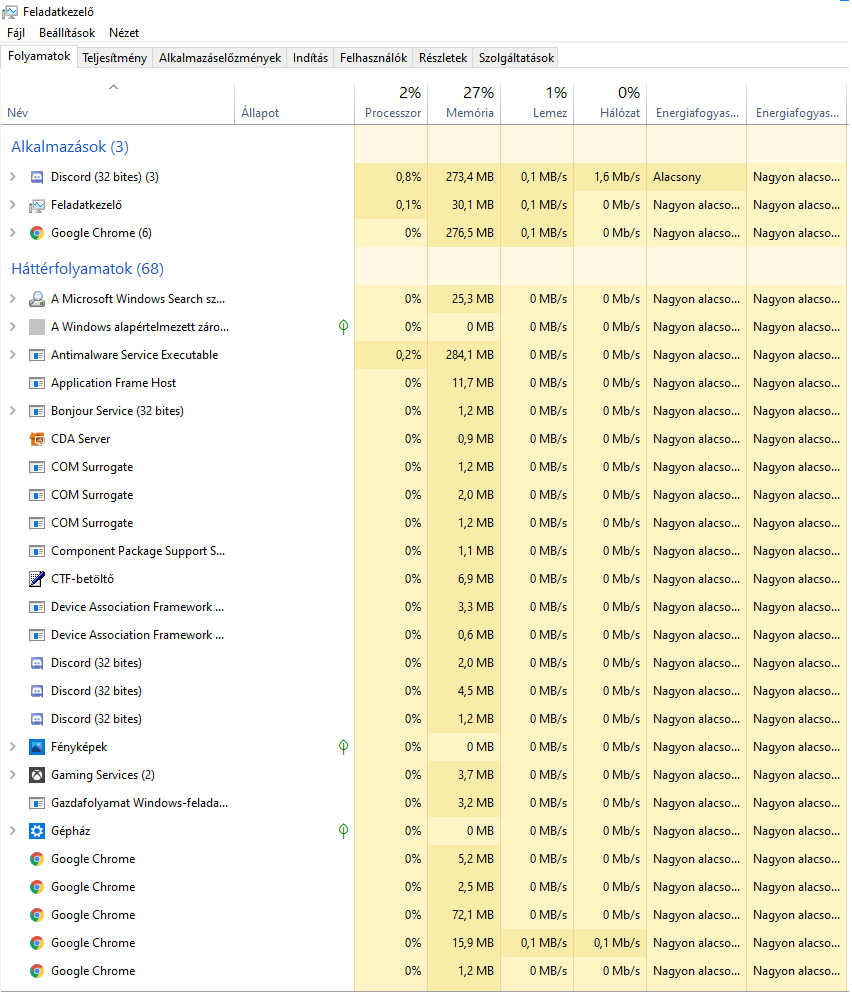 Feladatkezelő
Fájl Beállítások Nézet
Folyamatok Teljesítmény Alkalmazáselőzmények Indítás Felhasználók Részletek Szolgáltatások
2% 27% 1% 0%
Név Állapot Processzor Memória Lemez Hálózat Energiafogyas... Energiafogyas...
Alkalmazások (3)
Discord (32 bites) (3) 0,8% 273,4 MB 0,1 MB/s 1,6 Mb/s Alacsony Nagyon alacso...
Feladatkezelő 0,1% 30,1 MB 0,1 MB/s 0 Mb/s Nagyon alacso... Nagyon alacso...
Google Chrome (6) 0% 276,5 MB 0,1 MB/s 0 Mb/s Nagyon alacso... Nagyon alacso...
Háttérfolyamatok (68)
A Microsoft Windows Search sz... 0% 25,3 MB 0 MB/s 0 Mb/s Nagyon alacso... Nagyon alacso...
A Windows alapértelmezett záro... 0% 0 MB 0 MB/s 0 Mb/s Nagyon alacso... Nagyon alacso...
Antimalware Service Executable 0,2% 284,1 MB 0 MB/s 0 Mb/s Nagyon alacso... Nagyon alacso...
Application Frame Host 0% 11,7 MB 0 MB/s 0 Mb/s Nagyon alacso... Nagyon alacso...
Bonjour Service (32 bites) 0% 1,2 MB 0 MB/s 0 Mb/s Nagyon alacso... Nagyon alacso...
CDA Server 0% 0,9 MB 0 MB/s 0 Mb/s Nagyon alacso... Nagyon alacso...
COM Surrogate 0% 1,2 MB 0 MB/s 0 Mb/s Nagyon alacso... Nagyon alacso...
COM Surrogate 0% 2,0 MB 0 MB/s 0 Mb/s Nagyon alacso... Nagyon alacso...
COM Surrogate 0% 1,2 MB 0 MB/s 0 Mb/s Nagyon alacso... Nagyon alacso...
Component Package Support S... 0% 1,1 MB 0 MB/s 0 Mb/s Nagyon alacso... Nagyon alacso...
CTF-betöltő 0% 6,9 MB 0 MB/s 0 Mb/s Nagyon alacso... Nagyon alacso...
Device Association Framework ... 0% 3,3 MB 0 MB/s 0 Mb/s Nagyon alacso... Nagyon alacso...
Device Association Framework ... 0% 0,6 MB 0 MB/s 0 Mb/s Nagyon alacso... Nagyon alacso...
Discord (32 bites) 0% 2,0 MB 0 MB/s 0 Mb/s Nagyon alacso... Nagyon alacso...
Discord (32 bites) 0% 4,5 MB 0 MB/s 0 Mb/s Nagyon alacso... Nagyon alacso...
Discord (32 bites) 0% 1,2 MB 0 MB/s 0 Mb/s Nagyon alacso... Nagyon alacso...
Fényképek 0% 0 MB 0 MB/s 0 Mb/s Nagyon alacso... Nagyon alacso...
Gaming Services (2) 0% 3,7 MB 0 MB/s 0 Mb/s Nagyon alacso... Nagyon alacso...
Gazdafolyamat Windows-felada... 0% 3,2 MB 0 MB/s 0 Mb/s Nagyon alacso... Nagyon alacso...
Gépház 0% 0 MB 0 MB/s 0 Mb/s Nagyon alacso... Nagyon alacso...
Google Chrome 0% 5,2 MB 0 MB/s 0 Mb/s Nagyon alacso... Nagyon alacso...
Google Chrome 0% 2,5 MB 0 MB/s 0 Mb/s Nagyon alacso... Nagyon alacso...
Google Chrome 0% 72,1 MB 0 MB/s 0 Mb/s Nagyon alacso... Nagyon alacso...
Google Chrome 0% 15,9 MB 0,1 MB/s 0,1 Mb/s Nagyon alacso... Nagyon alacso...
Google Chrome 0% 1,2 MB 0 MB/s 0 Mb/s Nagyon alacso... Nagyon alacso...